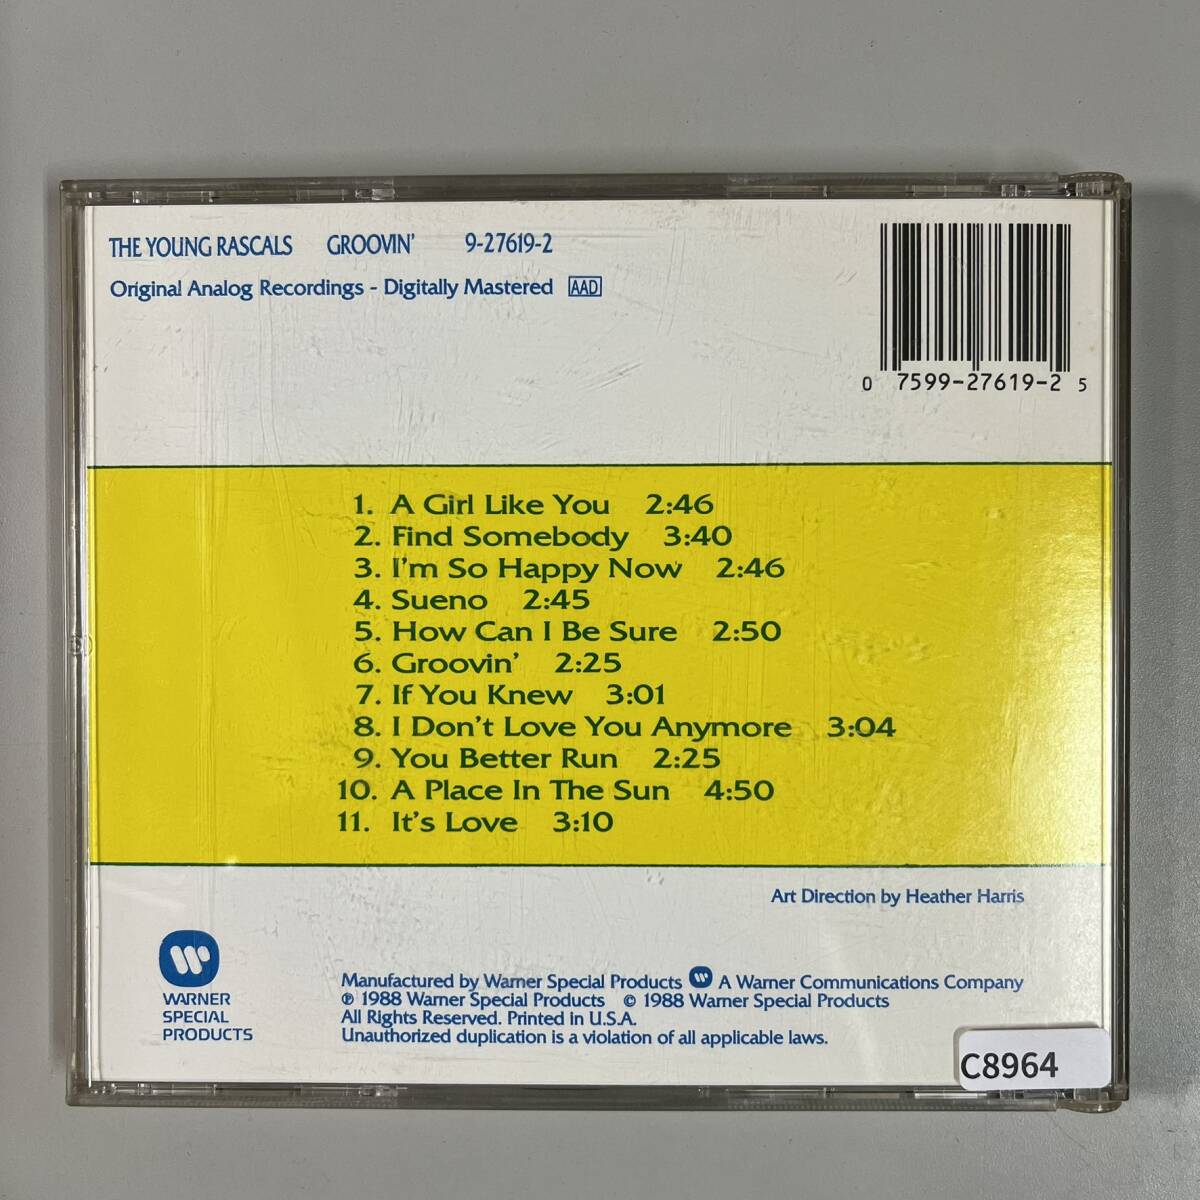 THE YOUNG RASCALS GROOVIN' 9-27619-2
Original Analog Recordings - Digitally Mastered AAD
0 7599-27619-2 5
1. A Girl Like You 2:46
2. Find Somebody 3:40
3. I'm So Happy Now 2:46
4. Sueno 2:45
5. How Can I Be Sure 2:50
6. Groovin' 2:25
7. If You Knew 3:01
8. I Don't Love You Anymore 3:04
9. You Better Run 2:25
10. A Place In The Sun 4:50
11. It's Love 3:10
Art Direction by Heather Harris
WARNER
SPECIAL
PRODUCTS
Manufactured by Warner Special Products A Warner Communications Company
℗ 1988 Warner Special Products © 1988 Warner Special Products
All Rights Reserved. Printed in U.S.A.
Unauthorized duplication is a violation of all applicable laws.
C8964